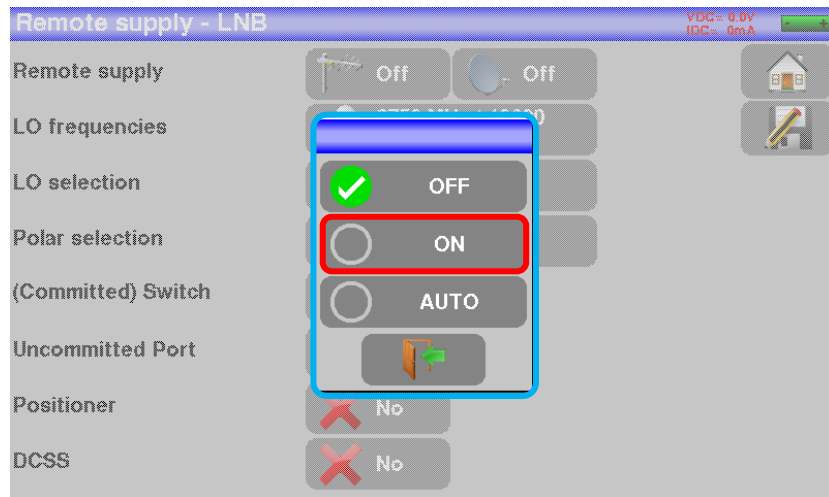 Remote supply - LNB
VDC= 0.0V
IDC= 0mA
- +
Remote supply
Off
Off
LO frequencies
LO selection
OFF
Polar selection
ON
(Committed) Switch
AUTO
Uncommitted Port
Positioner
No
DCSS
No